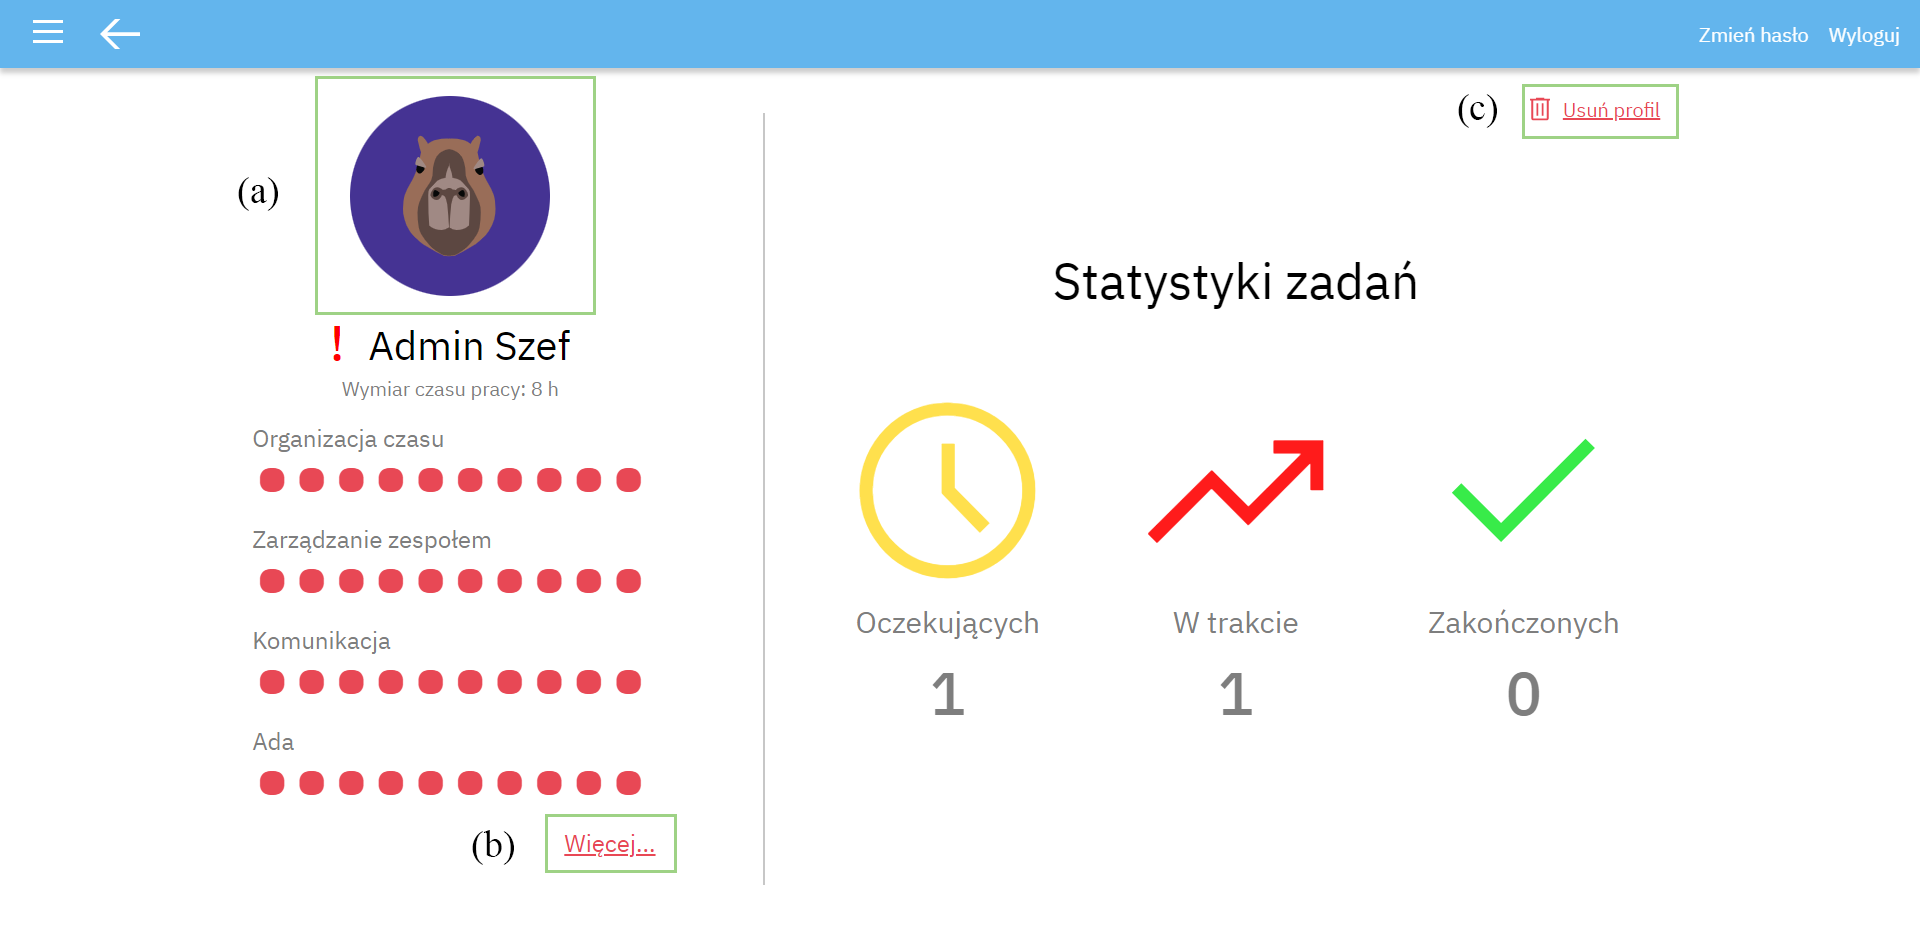 Zmień hasło Wyloguj
(a)
(c) Usuń profil
! Admin Szef
Wymiar czasu pracy: 8 h
Organizacja czasu
Zarządzanie zespołem
Komunikacja
Ada
(b) Więcej...
Statystyki zadań
Oczekujących
1
W trakcie
1
Zakończonych
0